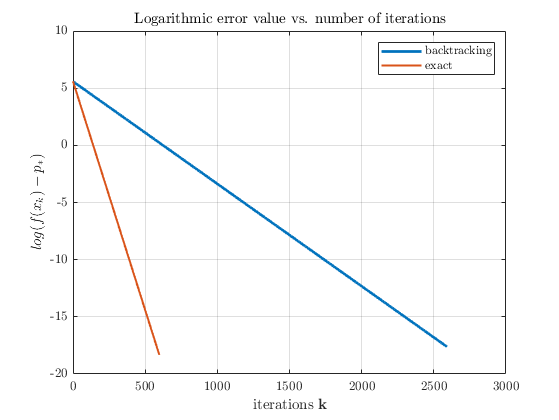 Logarithmic error value vs. number of iterations
10
5
0
-5
-10
-15
-20
log(f(x_k) − p_*)
backtracking
exact
0 500 1000 1500 2000 2500 3000
iterations k